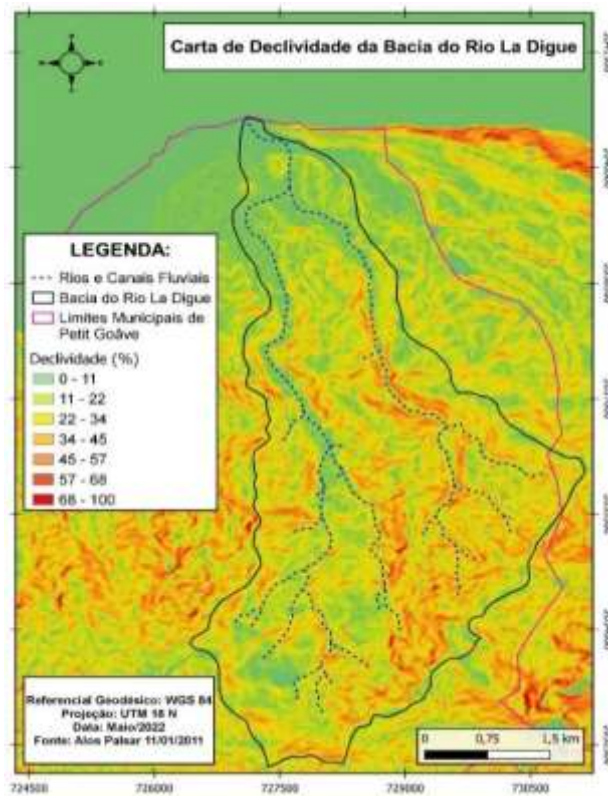 Carta de Declividade da Bacia do Rio La Digue
LEGENDA:
Rios e Canais Fluviais
Bacia do Rio La Digue
Limites Municipais de
Petit Goâve
Declividade (%)
0 - 11
11 - 22
22 - 34
34 - 45
45 - 57
57 - 68
68 - 100
Referencial Geodésico: WGS 84
Projeção: UTM 18 N
Data: Maio/2022
Fonte: Alos Palsar 11/01/2011
0 0,75 1,5 km
724500 726000 727500 729000 730500